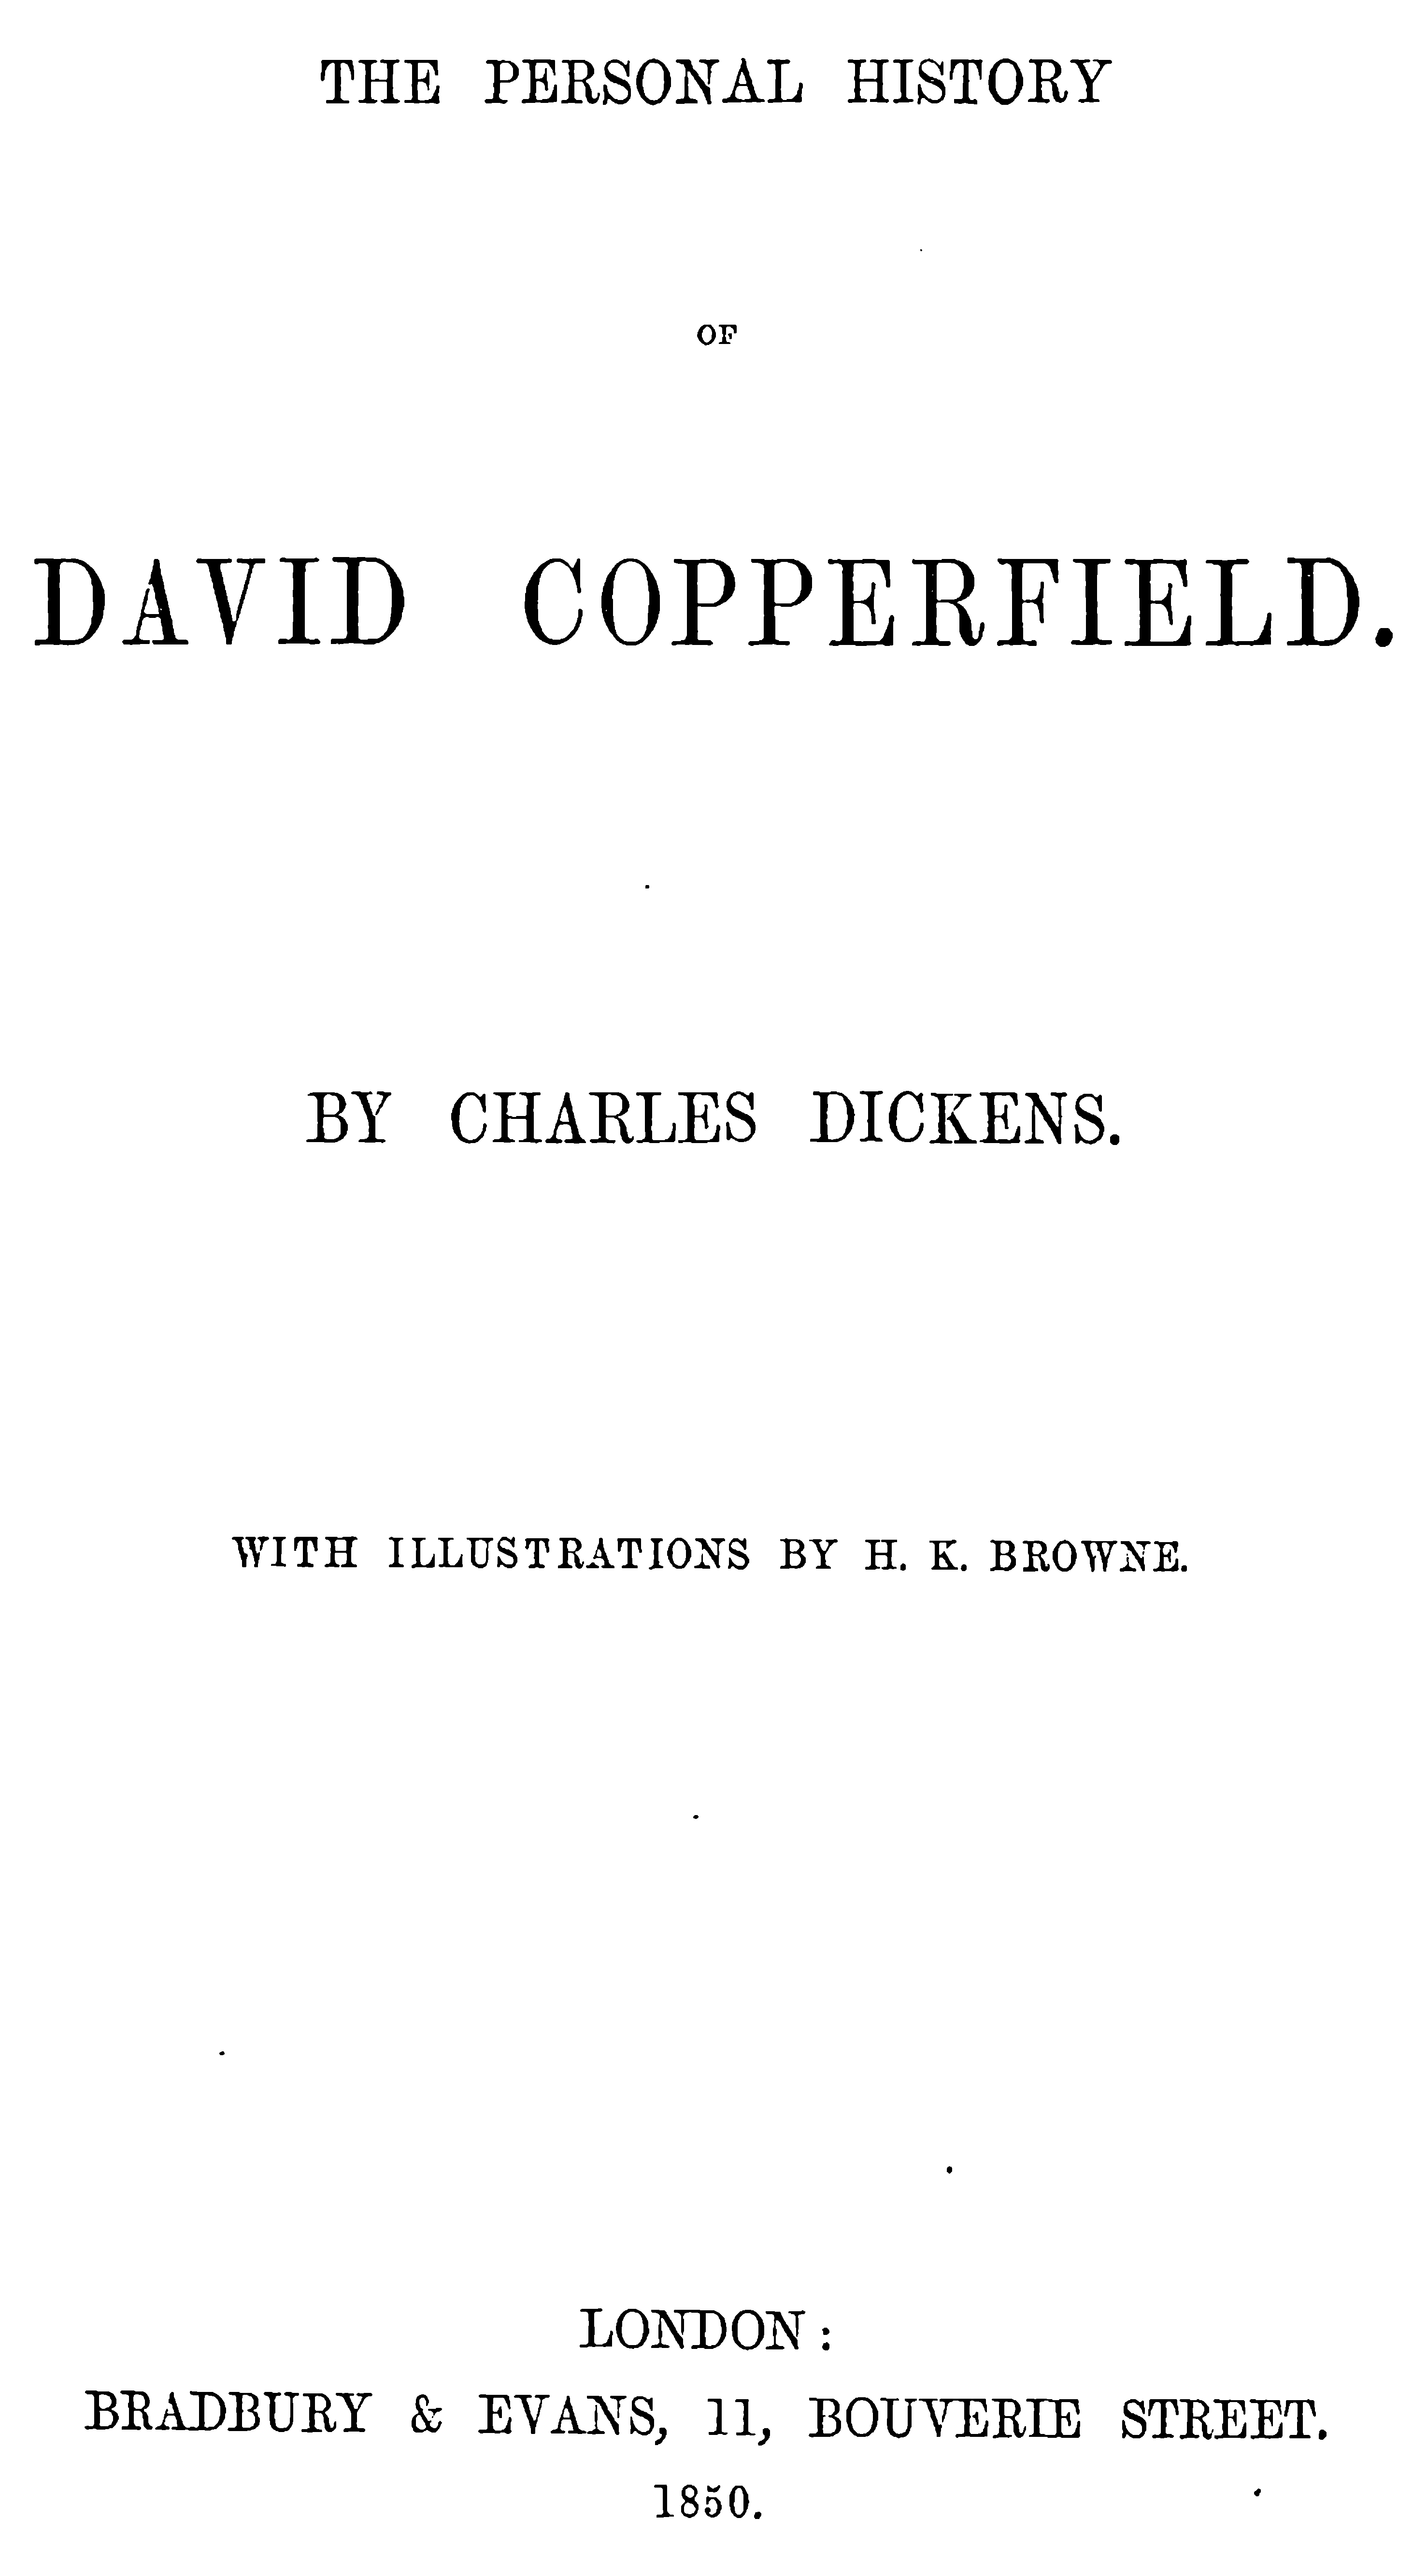 THE PERSONAL HISTORY
OF
DAVID COPPERFIELD.
BY CHARLES DICKENS.
WITH ILLUSTRATIONS BY H. K. BROWNE.
LONDON:
BRADBURY & EVANS, 11, BOUVERIE STREET.
1850.